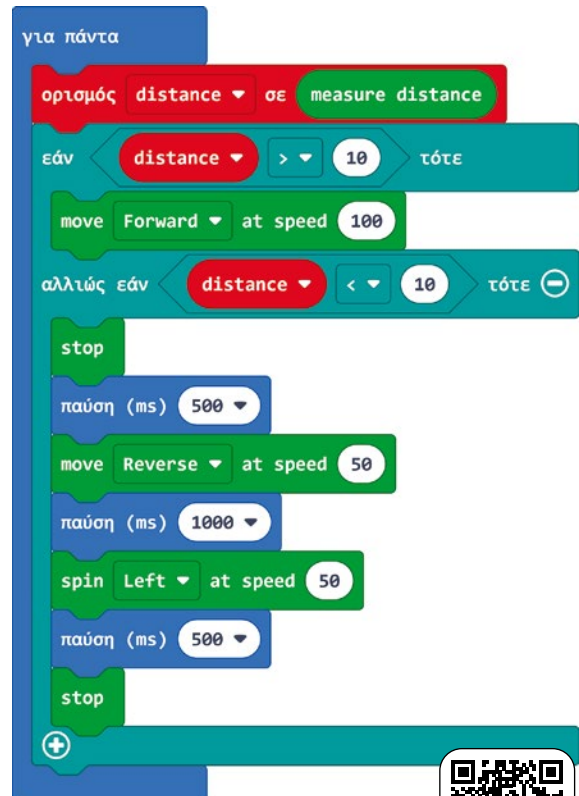 για πάντα
ορισμός distance σε measure distance
εάν distance > 10 τότε
move Forward at speed 100
αλλιώς εάν distance < 10 τότε
stop
παύση (ms) 500
move Reverse at speed 50
παύση (ms) 1000
spin Left at speed 50
παύση (ms) 500
stop